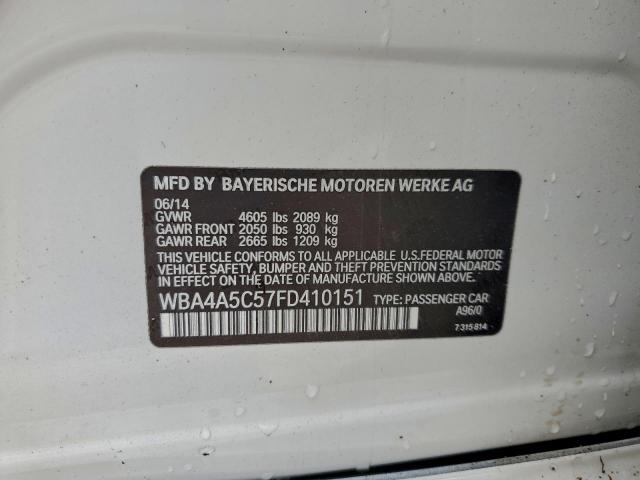 MFD BY BAYERISCHE MOTOREN WERKE AG
06/14
GVWR 4605 lbs 2089 kg
GAWR FRONT 2050 lbs 930 kg
GAWR REAR 2665 lbs 1209 kg
THIS VEHICLE CONFORMS TO ALL APPLICABLE U.S.FEDERAL MOTOR
VEHICLE SAFETY, BUMPER AND THEFT PREVENTION STANDARDS
IN EFFECT ON THE DATE OF MANUFACTURE SHOWN ABOVE.
WBA4A5C57FD410151 TYPE: PASSENGER CAR
A96/0
7 315 814